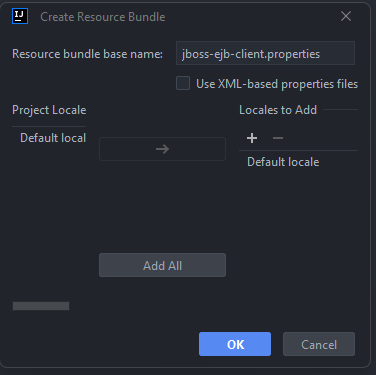 IJ Create Resource Bundle
Resource bundle base name: jboss-ejb-client.properties
Use XML-based properties files
Project Locale
Locales to Add
Default local
Default locale
Add All
OK Cancel